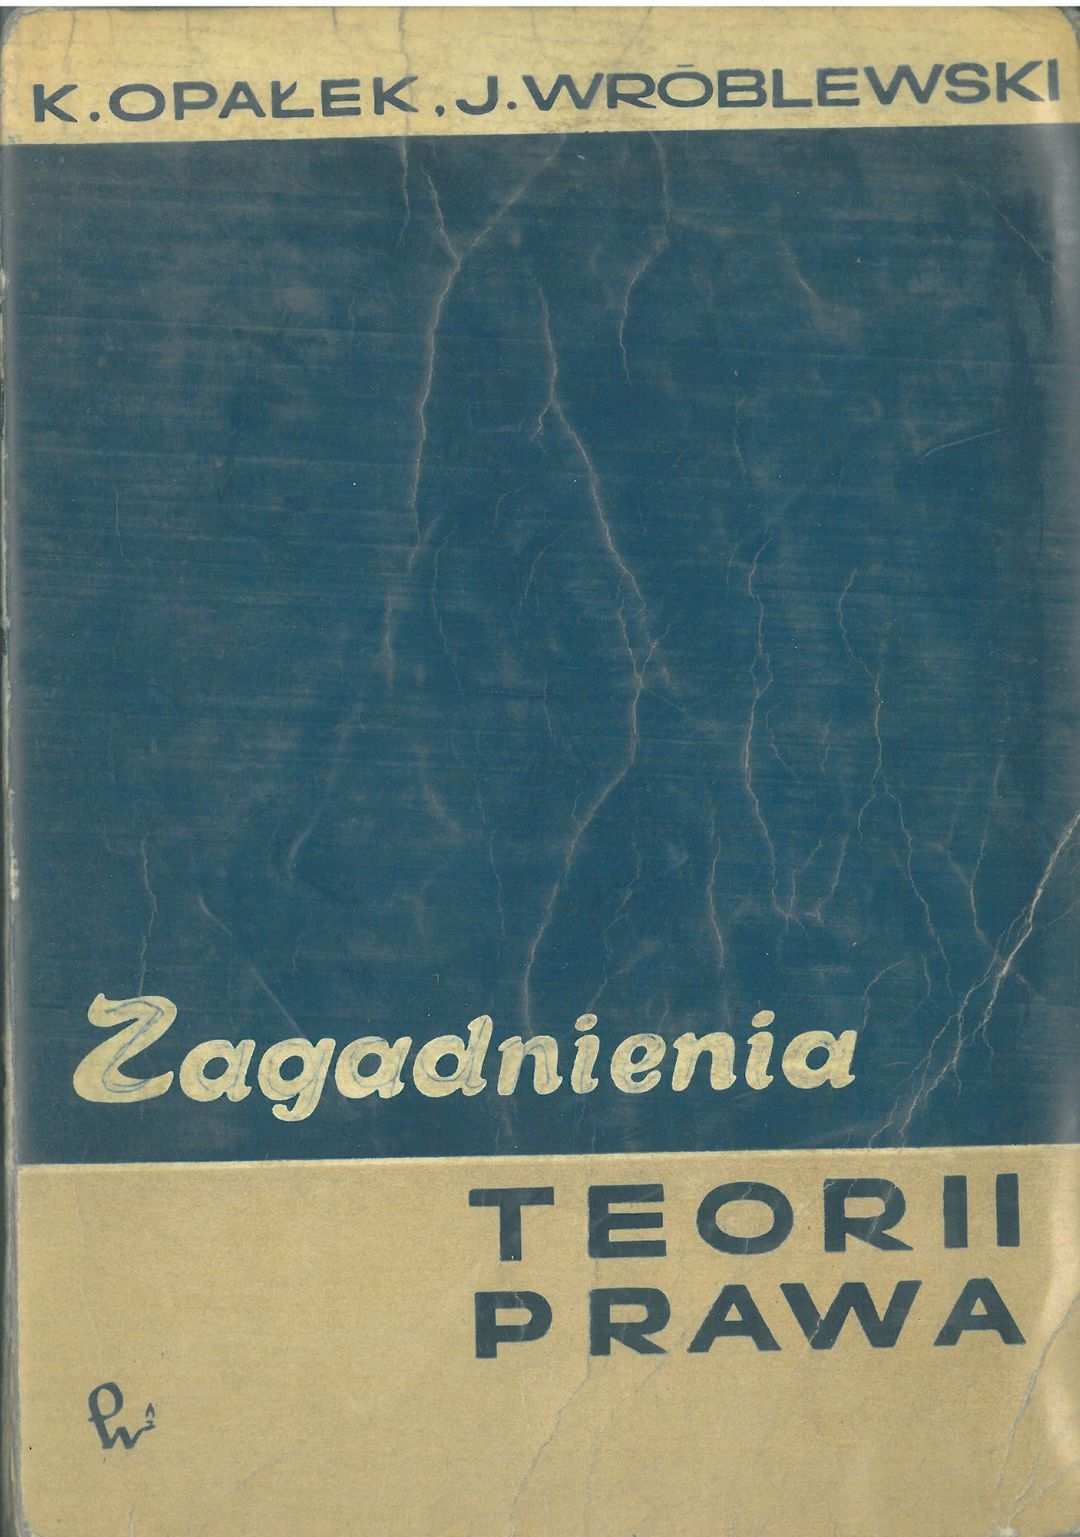 K. OPAŁEK, J. WRÓBLEWSKI
Zagadnienia
TEORII
PRAWA